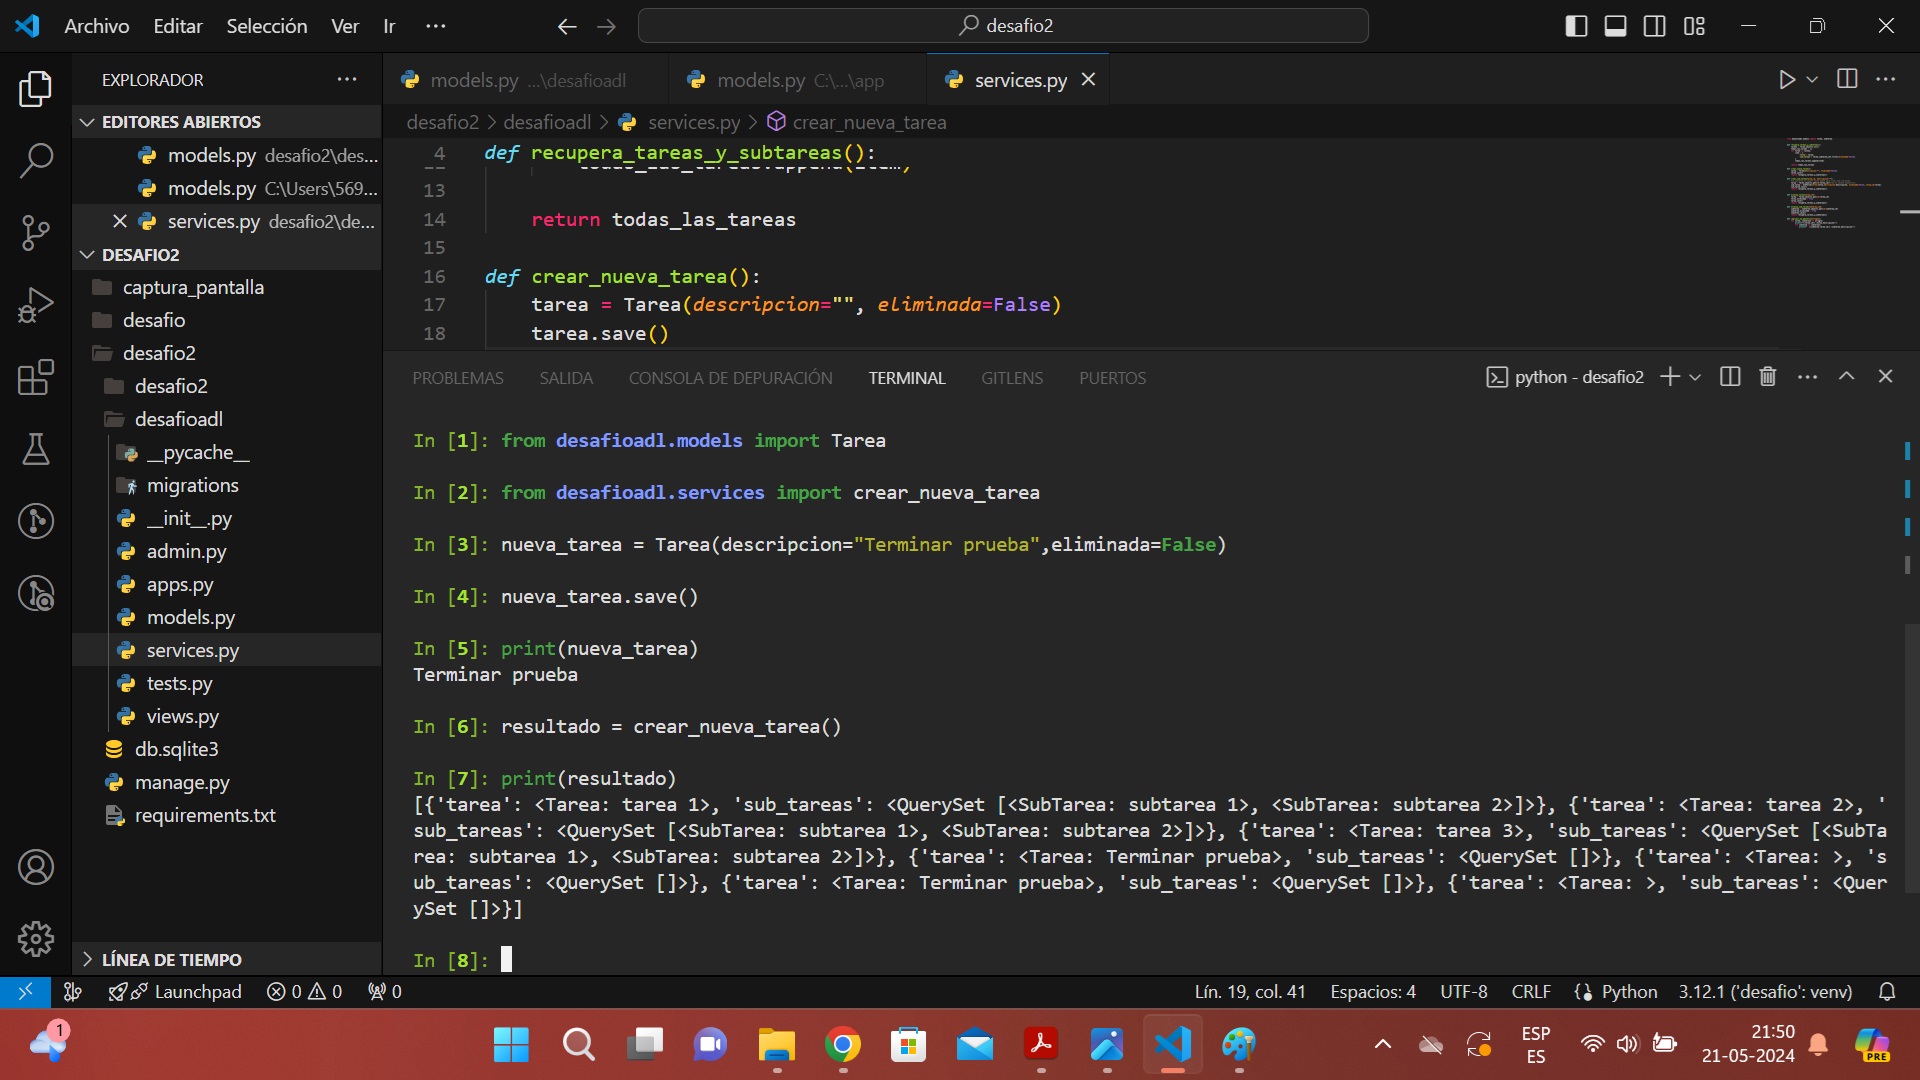 Archivo Editar Selección Ver Ir ···
desafio2
EXPLORADOR ···
EDITORES ABIERTOS
models.py desafio2\des...
models.py C:\Users\569...
services.py desafio2\de...
DESAFIO2
captura_pantalla
desafio
desafio2
desafio2
desafioadl
__pycache__
migrations
__init__.py
admin.py
apps.py
models.py
services.py
tests.py
views.py
db.sqlite3
manage.py
requirements.txt
LÍNEA DE TIEMPO
models.py ...\desafioadl
models.py C:\...\app
services.py
desafio2 > desafioadl > services.py > crear_nueva_tarea
4 def recupera_tareas_y_subtareas():
13
14 return todas_las_tareas
15
16 def crear_nueva_tarea():
17 tarea = Tarea(descripcion="", eliminada=False)
18 tarea.save()
PROBLEMAS SALIDA CONSOLA DE DEPURACIÓN TERMINAL GITLENS PUERTOS
python - desafio2
In [1]: from desafioadl.models import Tarea
In [2]: from desafioadl.services import crear_nueva_tarea
In [3]: nueva_tarea = Tarea(descripcion="Terminar prueba",eliminada=False)
In [4]: nueva_tarea.save()
In [5]: print(nueva_tarea)
Terminar prueba
In [6]: resultado = crear_nueva_tarea()
In [7]: print(resultado)
[{'tarea': <Tarea: tarea 1>, 'sub_tareas': <QuerySet [<SubTarea: subtarea 1>, <SubTarea: subtarea 2>]>}, {'tarea': <Tarea: tarea 2>, '
sub_tareas': <QuerySet [<SubTarea: subtarea 1>, <SubTarea: subtarea 2>]>}, {'tarea': <Tarea: tarea 3>, 'sub_tareas': <QuerySet [<SubTa
rea: subtarea 1>, <SubTarea: subtarea 2>]>}, {'tarea': <Tarea: Terminar prueba>, 'sub_tareas': <QuerySet []>}, {'tarea': <Tarea: >, 's
ub_tareas': <QuerySet []>}, {'tarea': <Tarea: Terminar prueba>, 'sub_tareas': <QuerySet []>}, {'tarea': <Tarea: >, 'sub_tareas': <Quer
ySet []>}]
In [8]:
Launchpad 0 0 0
Lín. 19, col. 41 Espacios: 4 UTF-8 CRLF Python 3.12.1 ('desafio': venv)
1
ESP
ES
21:50
21-05-2024
PRE